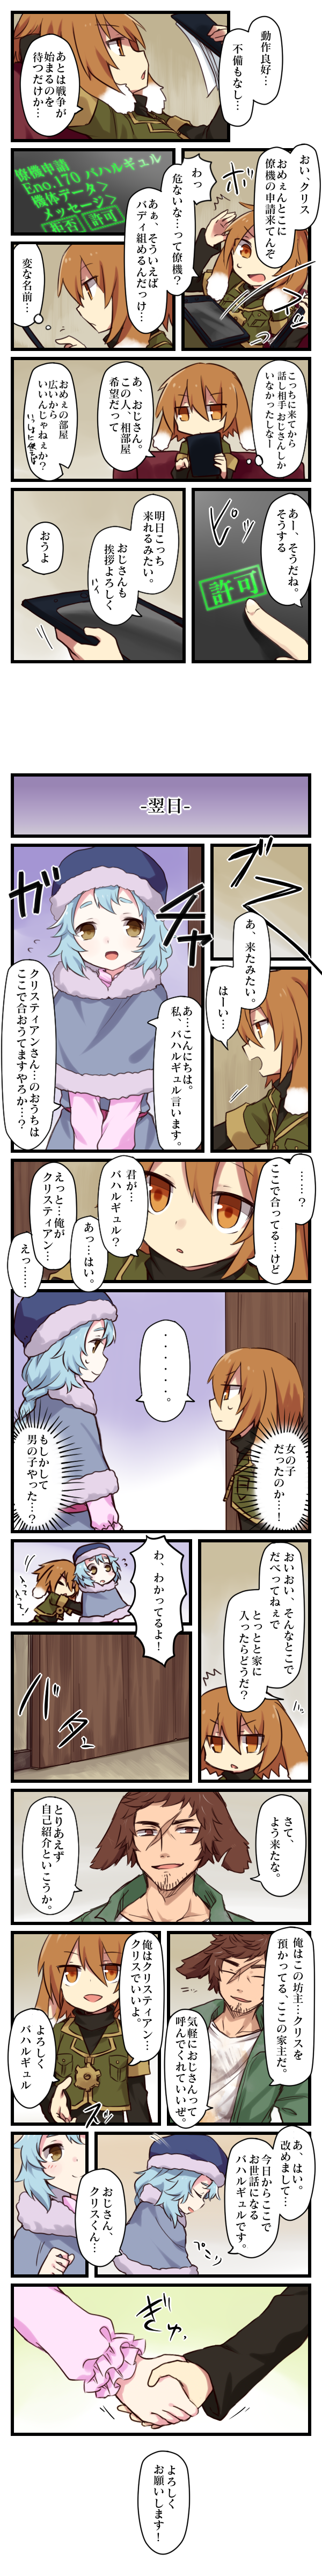 動作良好…
不備もなし…
あとは戦争が
始まるのを
待つだけか…
おい、クリス
おめぇんとこに
僚機の申請来てんぞ
ポーン
わっ
危ないな…って僚機？
あぁ、そういえば
バディ組めるんだっけ…
僚機申請
Eno.170 バハルギュル
機体データ>
メッセージ>
[拒否] [許可]
変な名前…
こっちに来てから
話し相手おじさんしか
いなかったしなー
あ、おじさん。
この人、相部屋
希望だって
おめぇの部屋
広いから
いいんじゃねぇか？
あー、そうだね。
そうする
ピッ
許可
明日こっち
来れるみたい。
おじさんも
挨拶よろしく
おうよ
-翌日-
ブーッ
あ、来たみたい。
はーい…
ガチャ
あ…こんにちは。
私、バハルギュル言います。
クリスティアンさん…のおうちは
ここで合おうてますやろか…？
……？
ここで合ってる…けど
君が…
バハルギュル？
あっ…はい。
えっと…俺が
クリスティアン…
えっ……
女の子
だったのか…！
・・・・・・・。
もしかして
男の子やった…？
おいおい、そんなとこで
だべってねぇで
とっとと家に
入ったらどうだ？
わ、わかってるよ！
バタン
さて、
よう来たな。
とりあえず
自己紹介といこうか。
俺はこの坊主…クリスを
預かってる、ここの家主だ。
気軽におじさんって
呼んでくれていいぜ。
俺はクリスティアン…
クリスでいいよ。
よろしく
バハルギュル
スッ
あ、はい。
改めまして…
今日からここで
お世話になる
バハルギュルです。
ペコッ
おじさん、
クリスくん…
ぎゅっ
よろしく
お願いします！